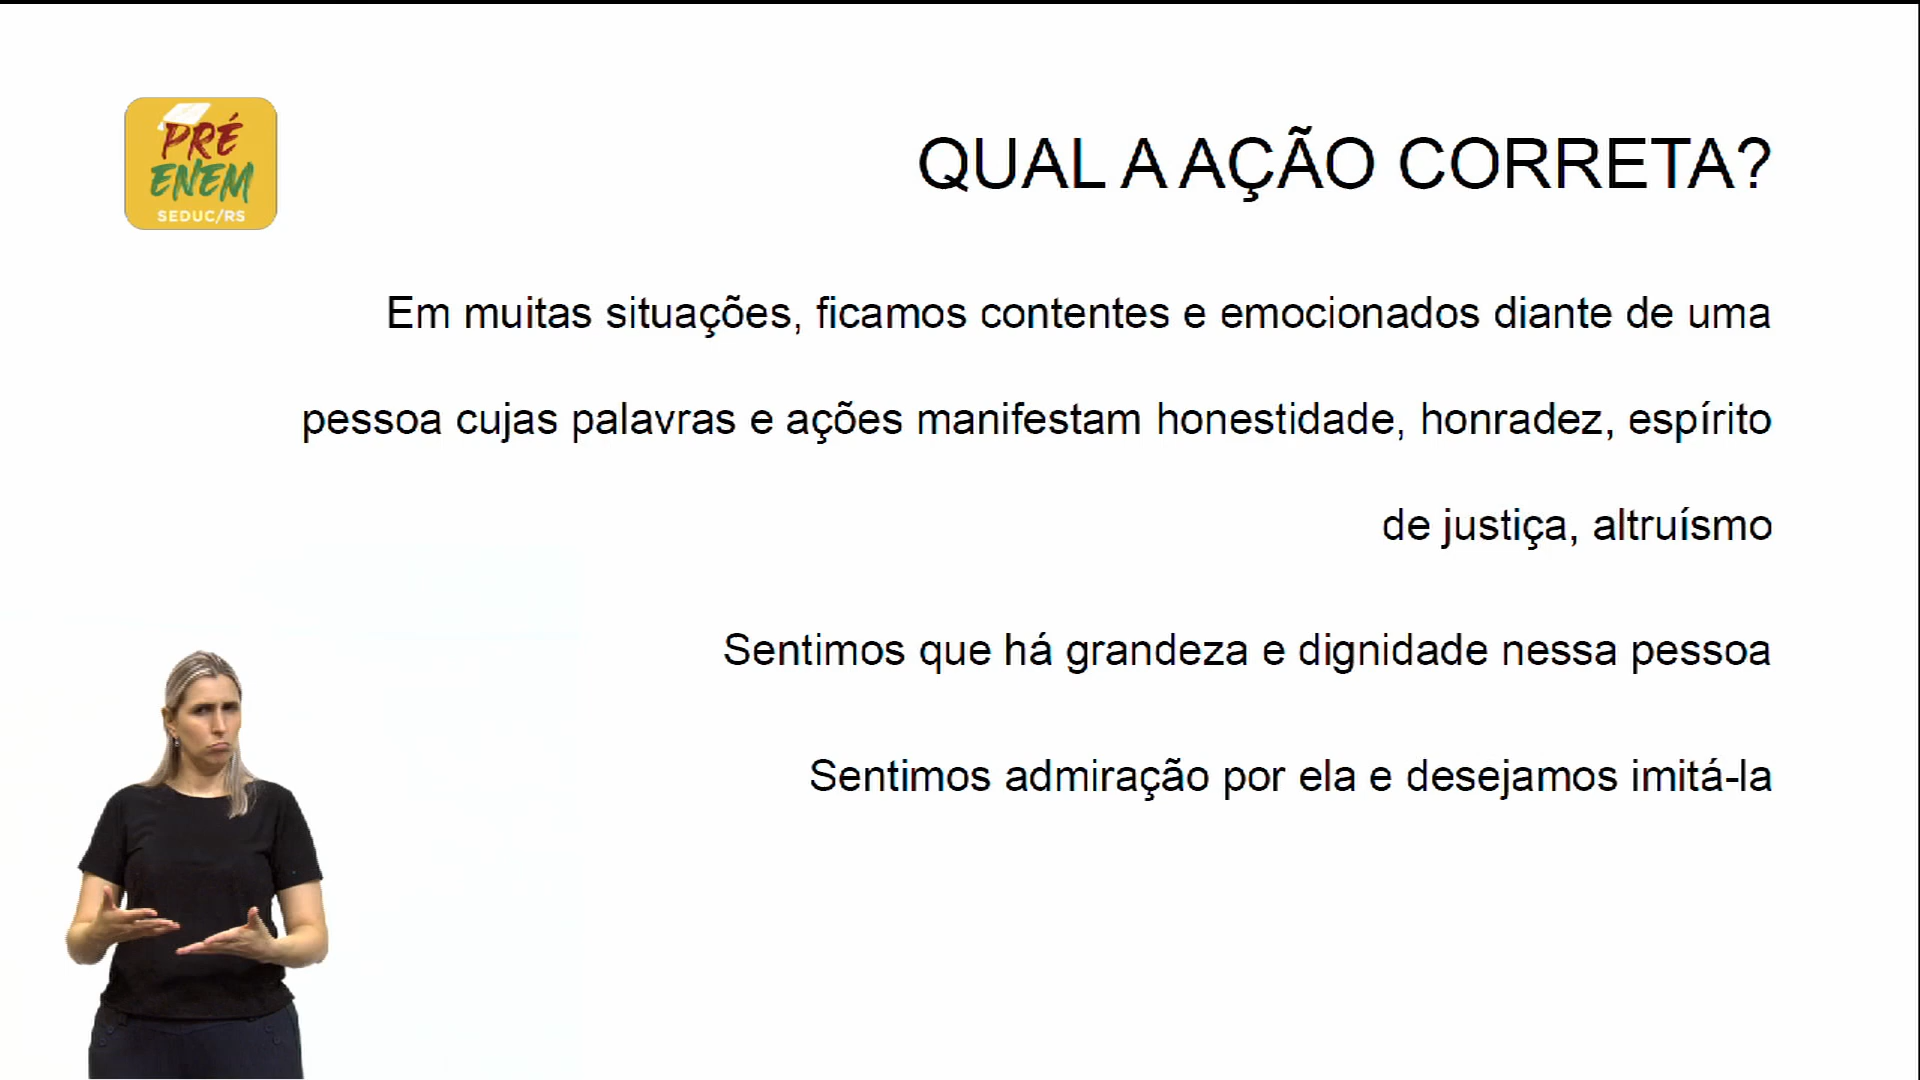 PRÉ
ENEM
SEDUC/RS
QUAL A AÇÃO CORRETA?
Em muitas situações, ficamos contentes e emocionados diante de uma
pessoa cujas palavras e ações manifestam honestidade, honradez, espírito
de justiça, altruísmo
Sentimos que há grandeza e dignidade nessa pessoa
Sentimos admiração por ela e desejamos imitá-la